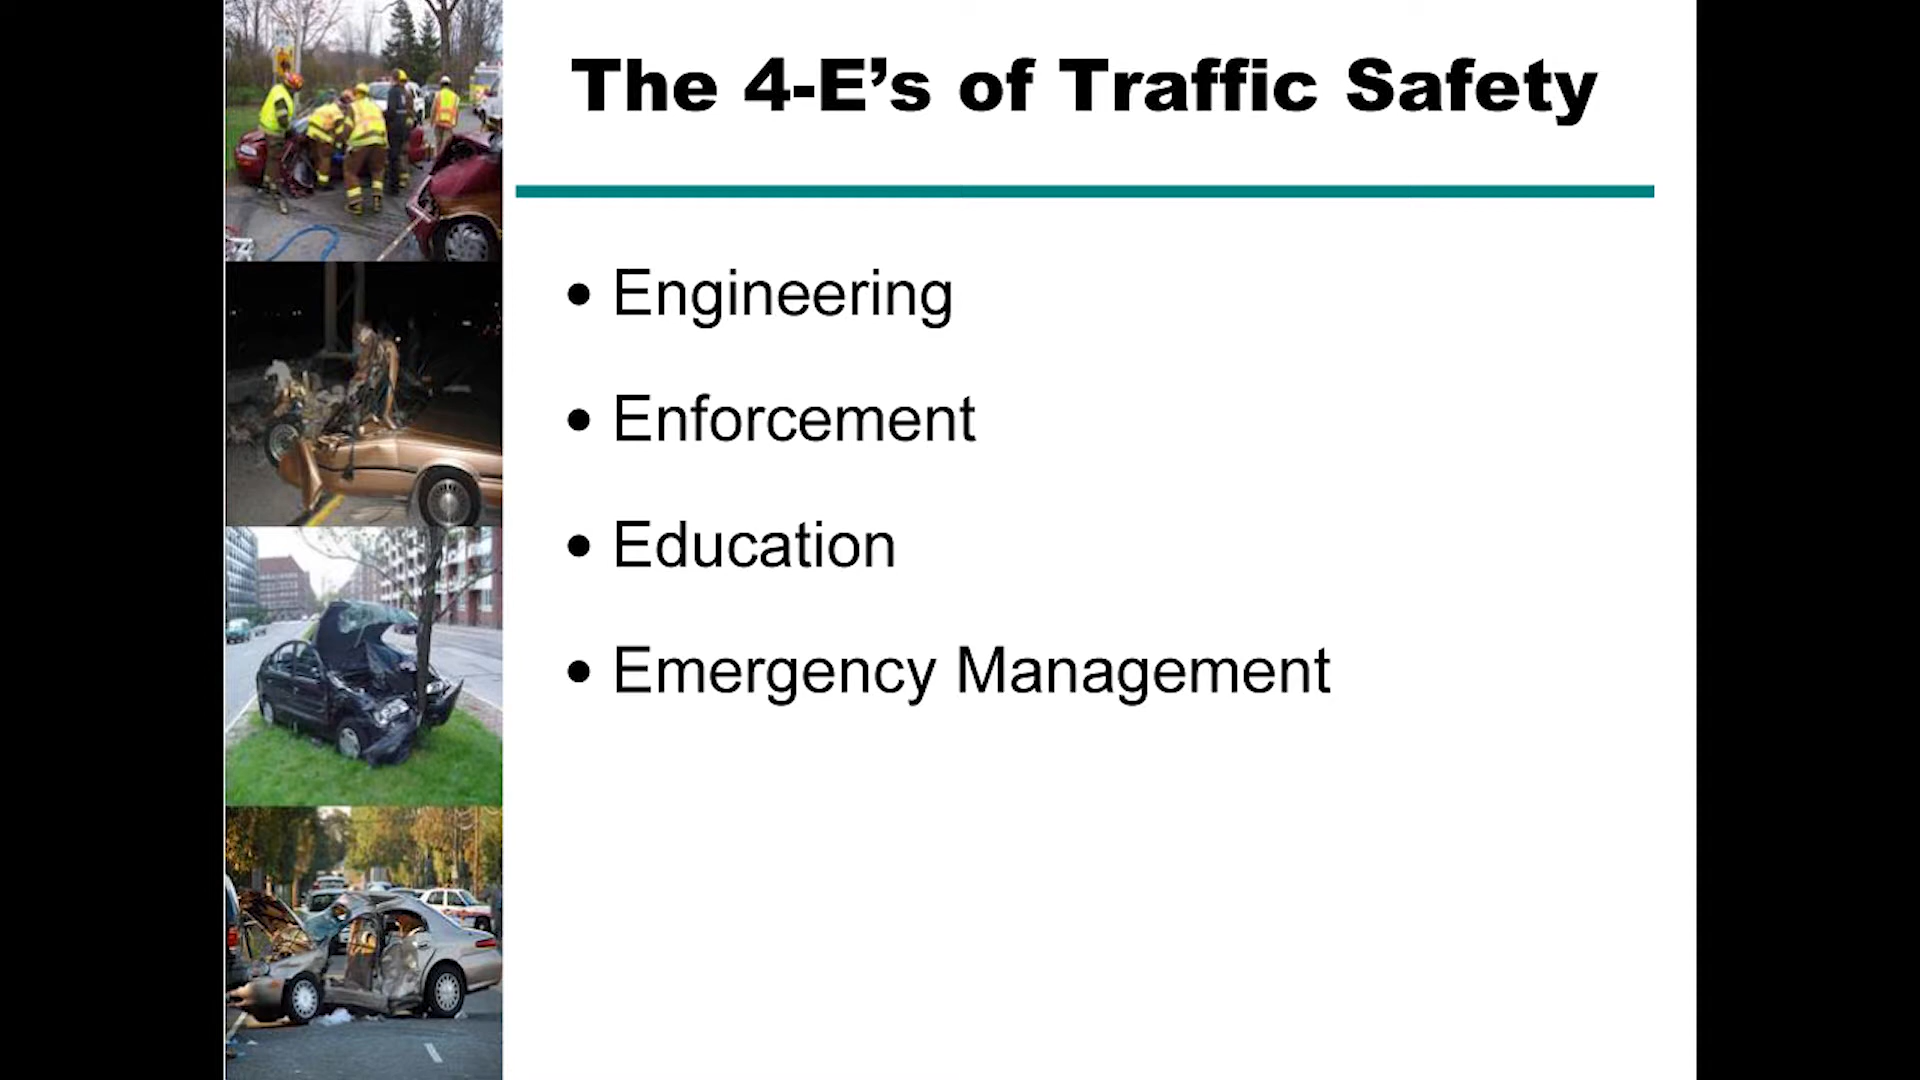 The 4-E’s of Traffic Safety
• Engineering
• Enforcement
• Education
• Emergency Management